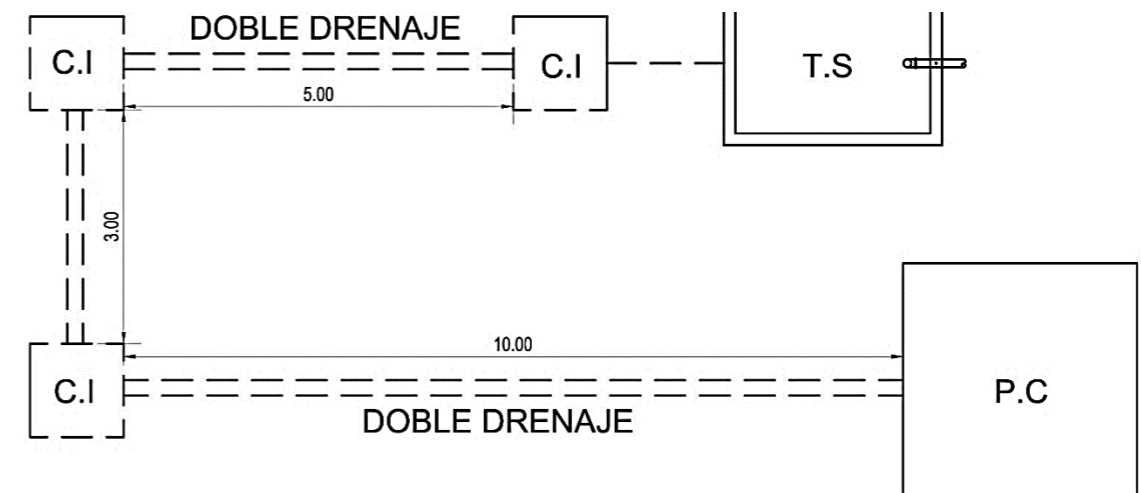 DOBLE DRENAJE
C.I
C.I
T.S
5.00
3.00
10.00
C.I
P.C
DOBLE DRENAJE